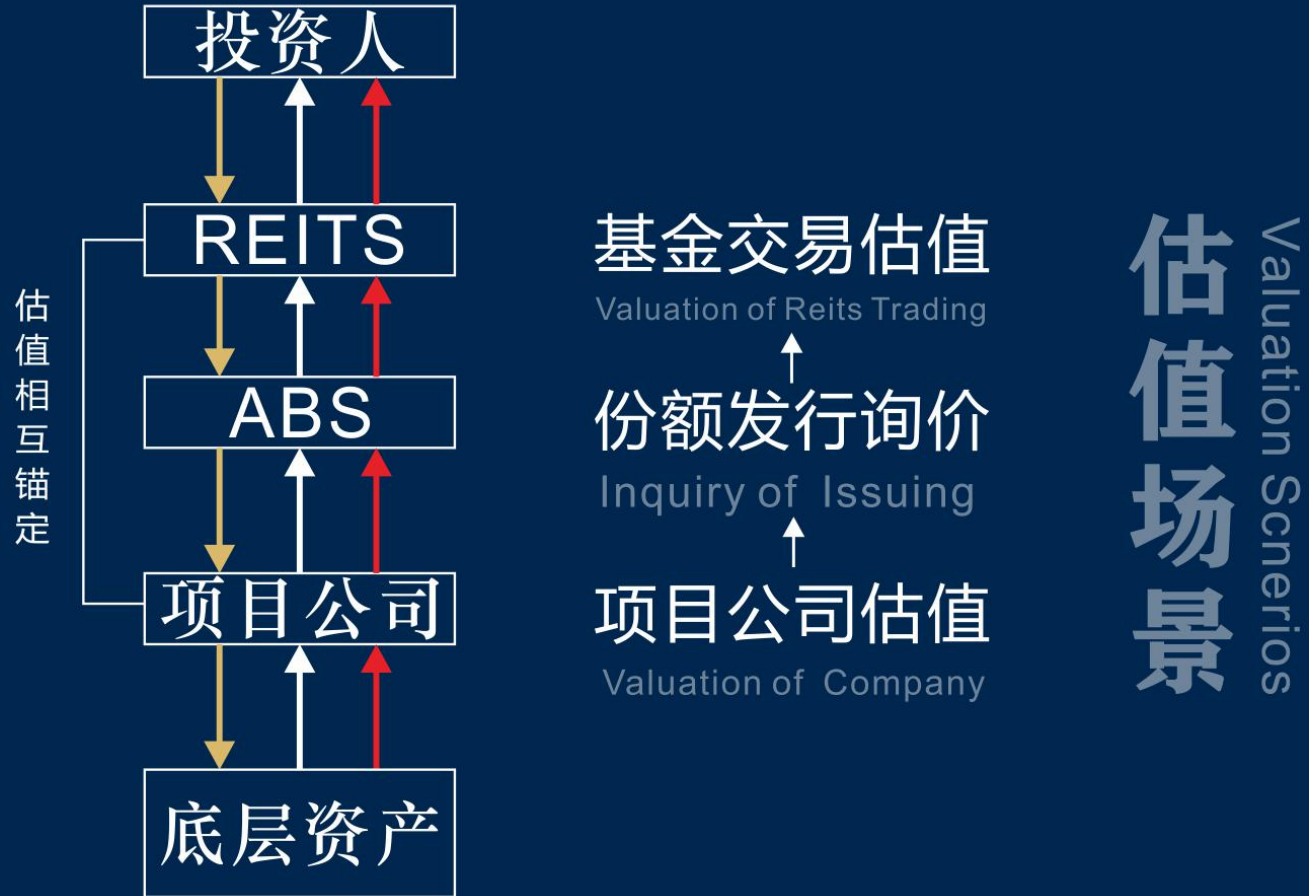 投资人
REITS
ABS
项目公司
底层资产
估值相互锚定
基金交易估值
Valuation of Reits Trading
份额发行询价
Inquiry of Issuing
项目公司估值
Valuation of Company
估值场景
Valuation Scnerios